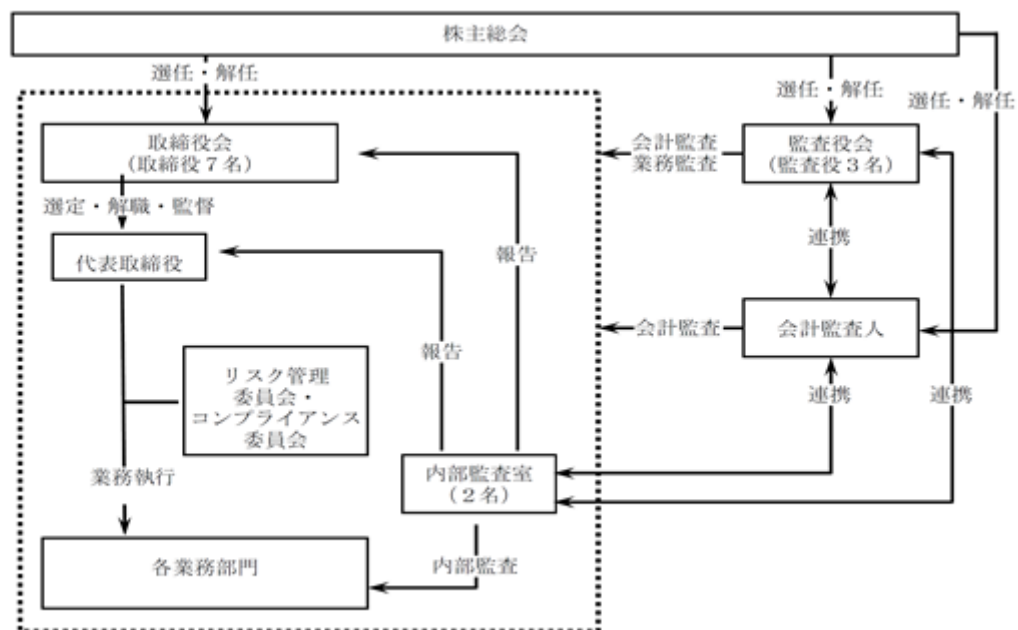 株主総会
選任・解任
選任・解任
選任・解任
取締役会
(取締役７名)
会計監査
業務監査
監査役会
(監査役３名)
選定・解職・監督
連携
報告
代表取締役
会計監査
会計監査人
報告
リスク管理
委員会・
コンプライアンス
委員会
連携
連携
業務執行
内部監査室
(２名)
内部監査
各業務部門